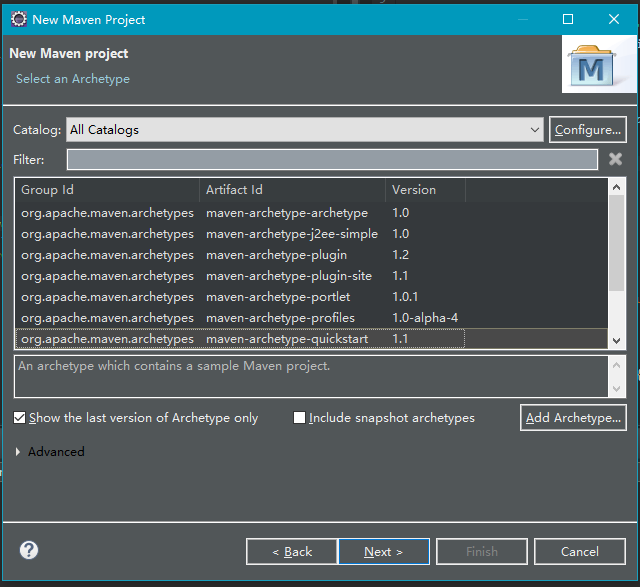 New Maven Project
New Maven project
Select an Archetype
M
Catalog: All Catalogs Configure...
Filter:
Group Id Artifact Id Version
org.apache.maven.archetypes maven-archetype-archetype 1.0
org.apache.maven.archetypes maven-archetype-j2ee-simple 1.0
org.apache.maven.archetypes maven-archetype-plugin 1.2
org.apache.maven.archetypes maven-archetype-plugin-site 1.1
org.apache.maven.archetypes maven-archetype-portlet 1.0.1
org.apache.maven.archetypes maven-archetype-profiles 1.0-alpha-4
org.apache.maven.archetypes maven-archetype-quickstart 1.1
An archetype which contains a sample Maven project.
Show the last version of Archetype only Include snapshot archetypes Add Archetype...
Advanced
? < Back Next > Finish Cancel